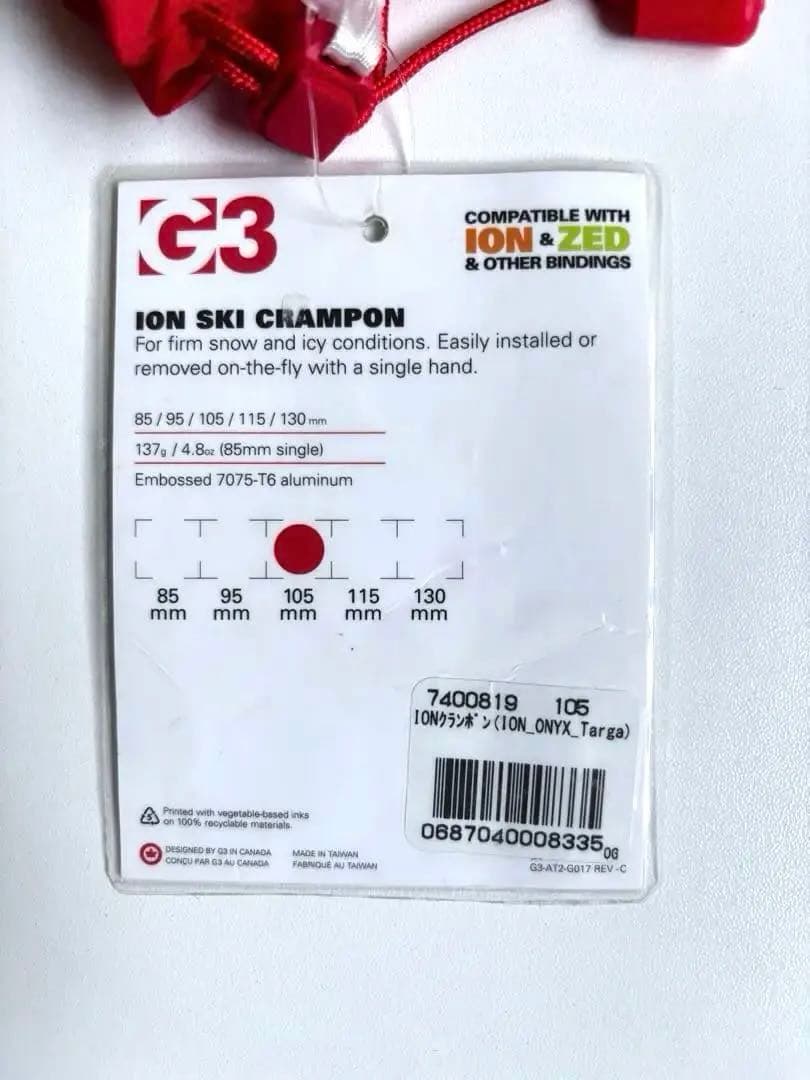 G3
COMPATIBLE WITH
ION & ZED
& OTHER BINDINGS
ION SKI CRAMPON
For firm snow and icy conditions. Easily installed or
removed on-the-fly with a single hand.
85 / 95 / 105 / 115 / 130 mm
137g / 4.8oz (85mm single)
Embossed 7075-T6 aluminum
85 mm
95 mm
105 mm
115 mm
130 mm
7400819 105
IONクランポン(ION_ONYX_Targa)
0687040008335
OG
Printed with vegetable-based inks
on 100% recyclable materials.
DESIGNED BY G3 IN CANADA
CONÇU PAR G3 AU CANADA
MADE IN TAIWAN
FABRIQUÉ AU TAIWAN
G3-AT2-G017 REV-C